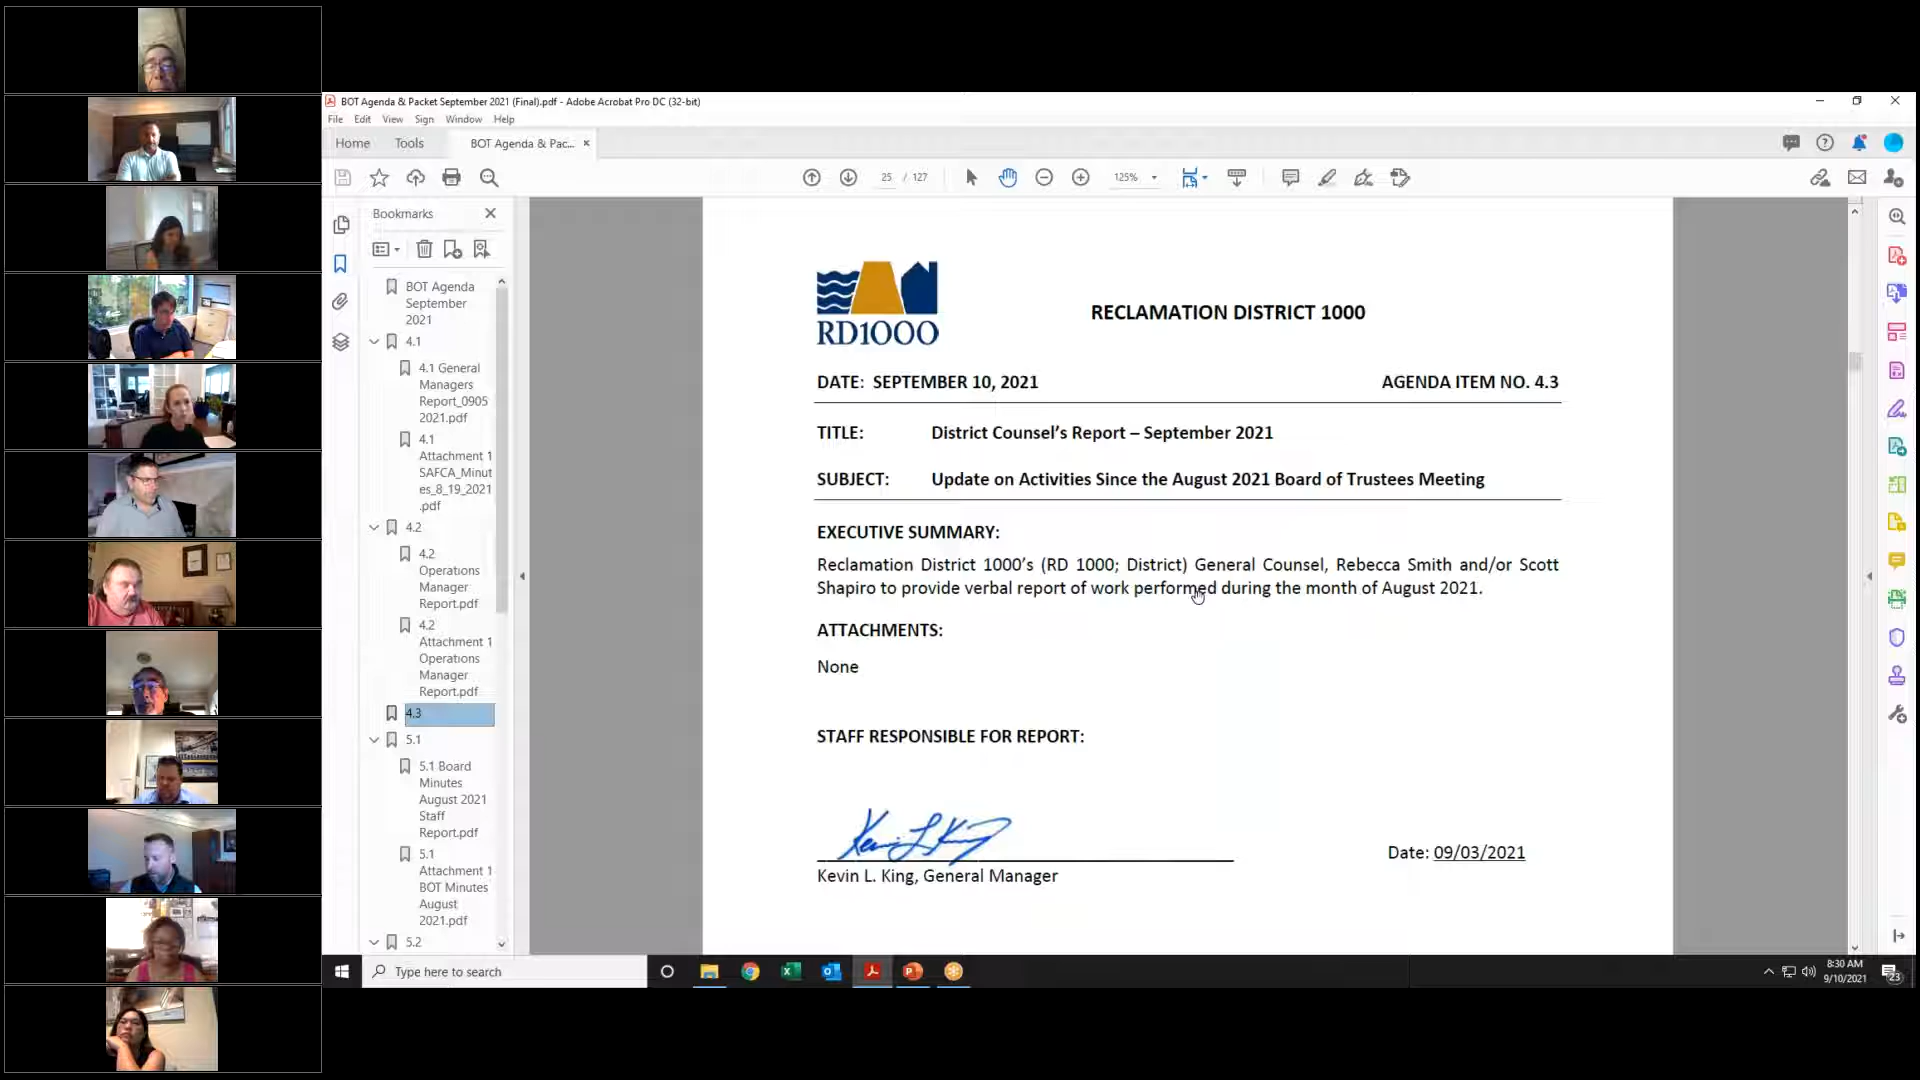 BOT Agenda & Packet September 2021 (Final).pdf - Adobe Acrobat Pro DC (32-bit)
File Edit View Sign Window Help
Home Tools BOT Agenda & Pac...
25 / 127 125%
Bookmarks
BOT Agenda
September
2021
4.1
4.1 General
Managers
Report_0905
2021.pdf
4.1
Attachment 1
SAFCA_Minut
es_8_19_2021
.pdf
4.2
4.2
Operations
Manager
Report.pdf
4.2
Attachment 1
Operations
Manager
Report.pdf
4.3
5.1
5.1 Board
Minutes
August 2021
Staff
Report.pdf
5.1
Attachment 1
BOT Minutes
August
2021.pdf
5.2
RD1000
RECLAMATION DISTRICT 1000
DATE: SEPTEMBER 10, 2021 AGENDA ITEM NO. 4.3
TITLE: District Counsel's Report – September 2021
SUBJECT: Update on Activities Since the August 2021 Board of Trustees Meeting
EXECUTIVE SUMMARY:
Reclamation District 1000's (RD 1000; District) General Counsel, Rebecca Smith and/or Scott
Shapiro to provide verbal report of work performed during the month of August 2021.
ATTACHMENTS:
None
STAFF RESPONSIBLE FOR REPORT:
Date: 09/03/2021
Kevin L. King, General Manager
Type here to search
8:30 AM
9/10/2021
23